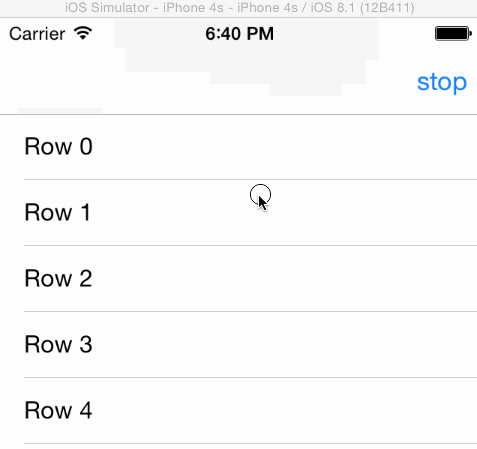 iOS Simulator - iPhone 4s - iPhone 4s / iOS 8.1 (12B411)
Carrier 6:40 PM
stop
Row 0
Row 1
Row 2
Row 3
Row 4